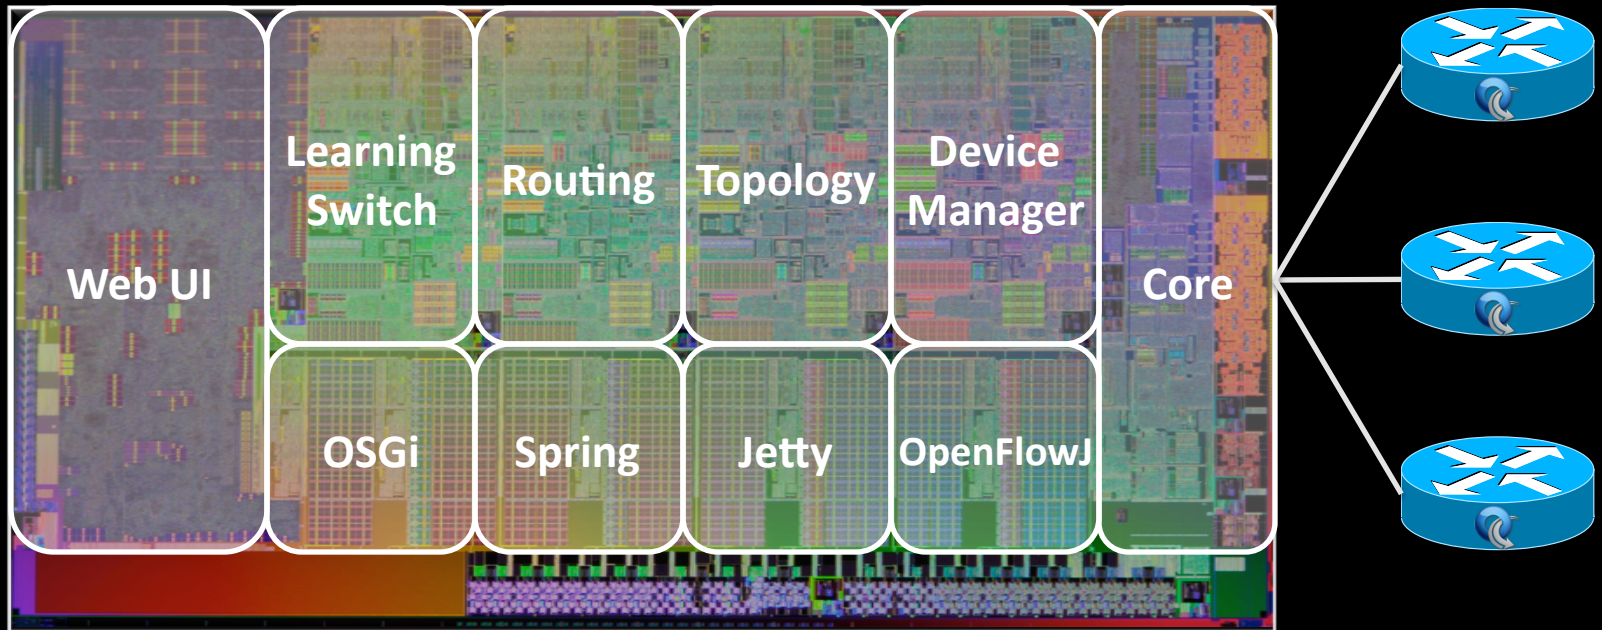 Web UI
Learning
Switch
Routing
Topology
Device
Manager
Core
OSGi
Spring
Jetty
OpenFlowJ